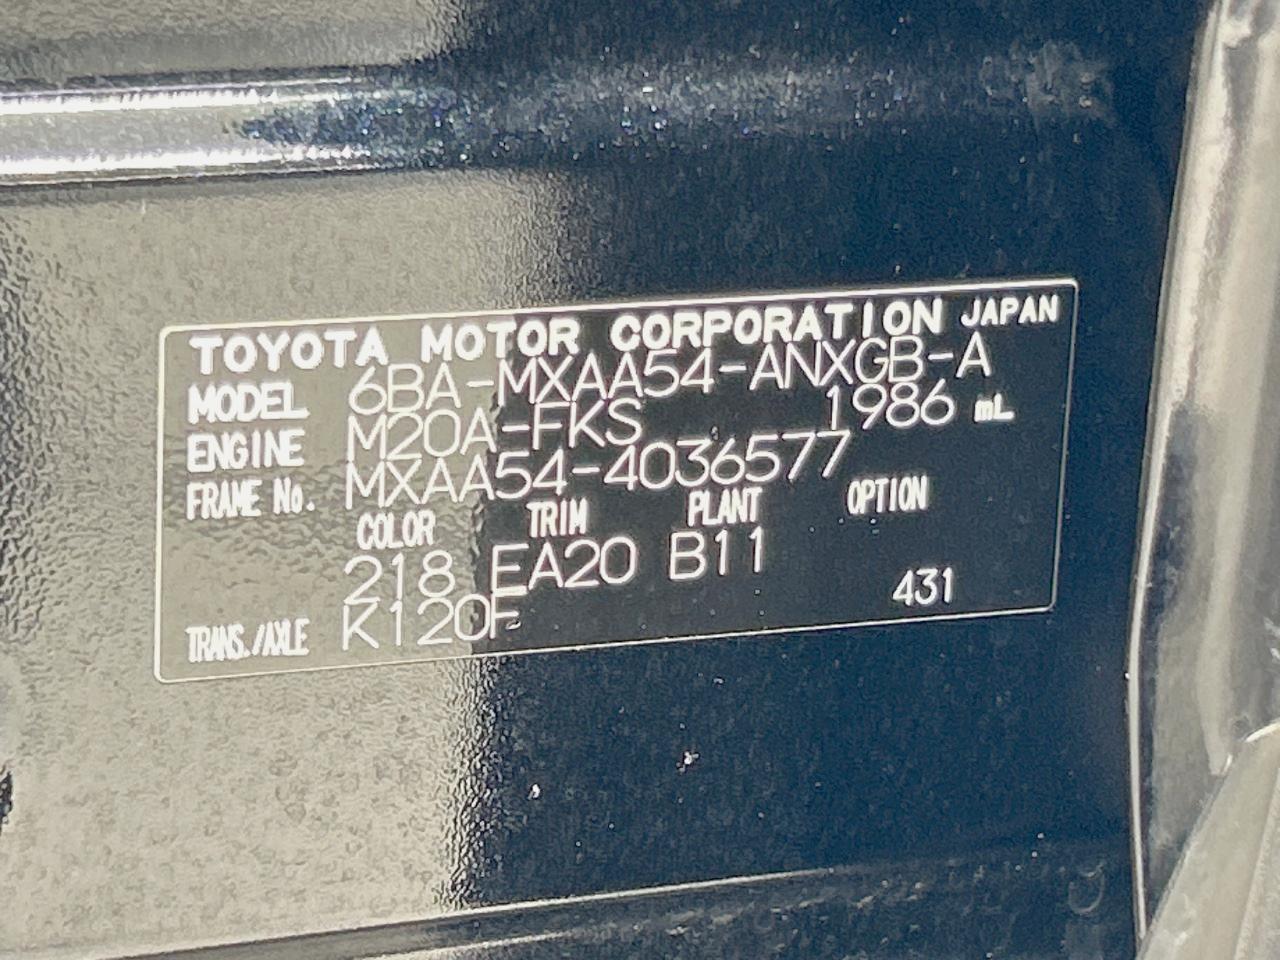 TOYOTA MOTOR CORPORATION JAPAN
MODEL 6BA-MXAA54-ANXGB-A
ENGINE M20A-FKS 1986 mL
FRAME No. MXAA54-4036577
COLOR TRIM PLANT OPTION
218 EA20 B11
TRANS./AXLE K120F 431